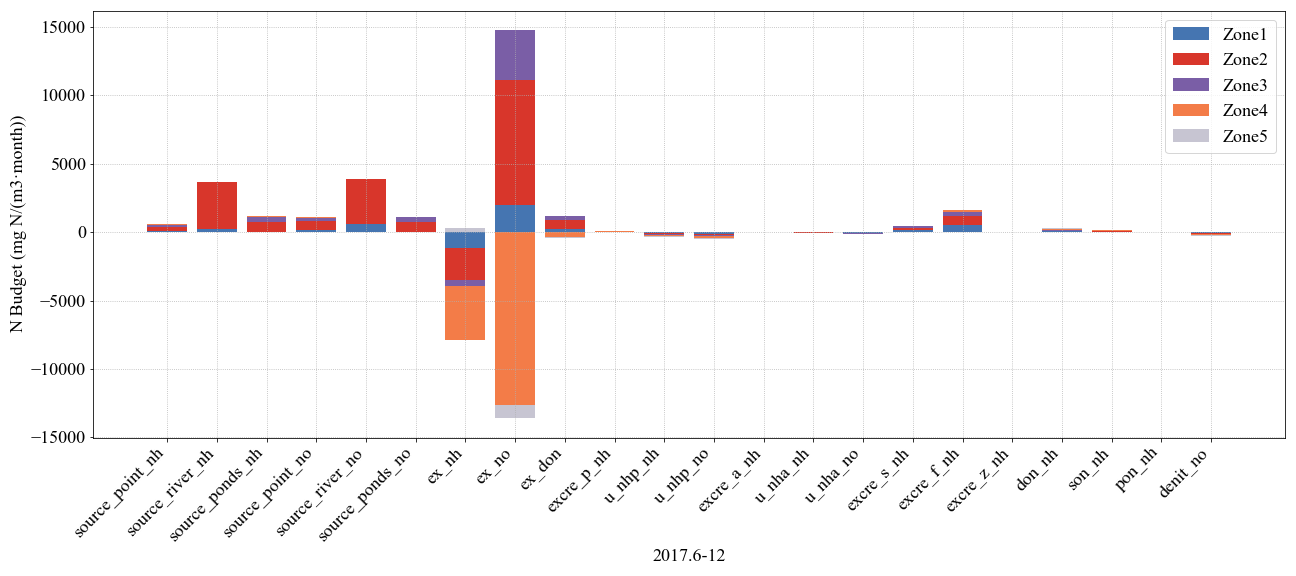 15000
10000
5000
0
−5000
−10000
−15000
N Budget (mg N/(m3·month))
Zone1
Zone2
Zone3
Zone4
Zone5
source_point_nh
source_river_nh
source_ponds_nh
source_point_no
source_river_no
source_ponds_no
ex_nh
ex_no
ex_don
excre_p_nh
u_nhp_nh
u_nhp_no
excre_a_nh
u_nha_nh
u_nha_no
excre_s_nh
excre_f_nh
excre_z_nh
don_nh
son_nh
pon_nh
denit_no
2017.6-12